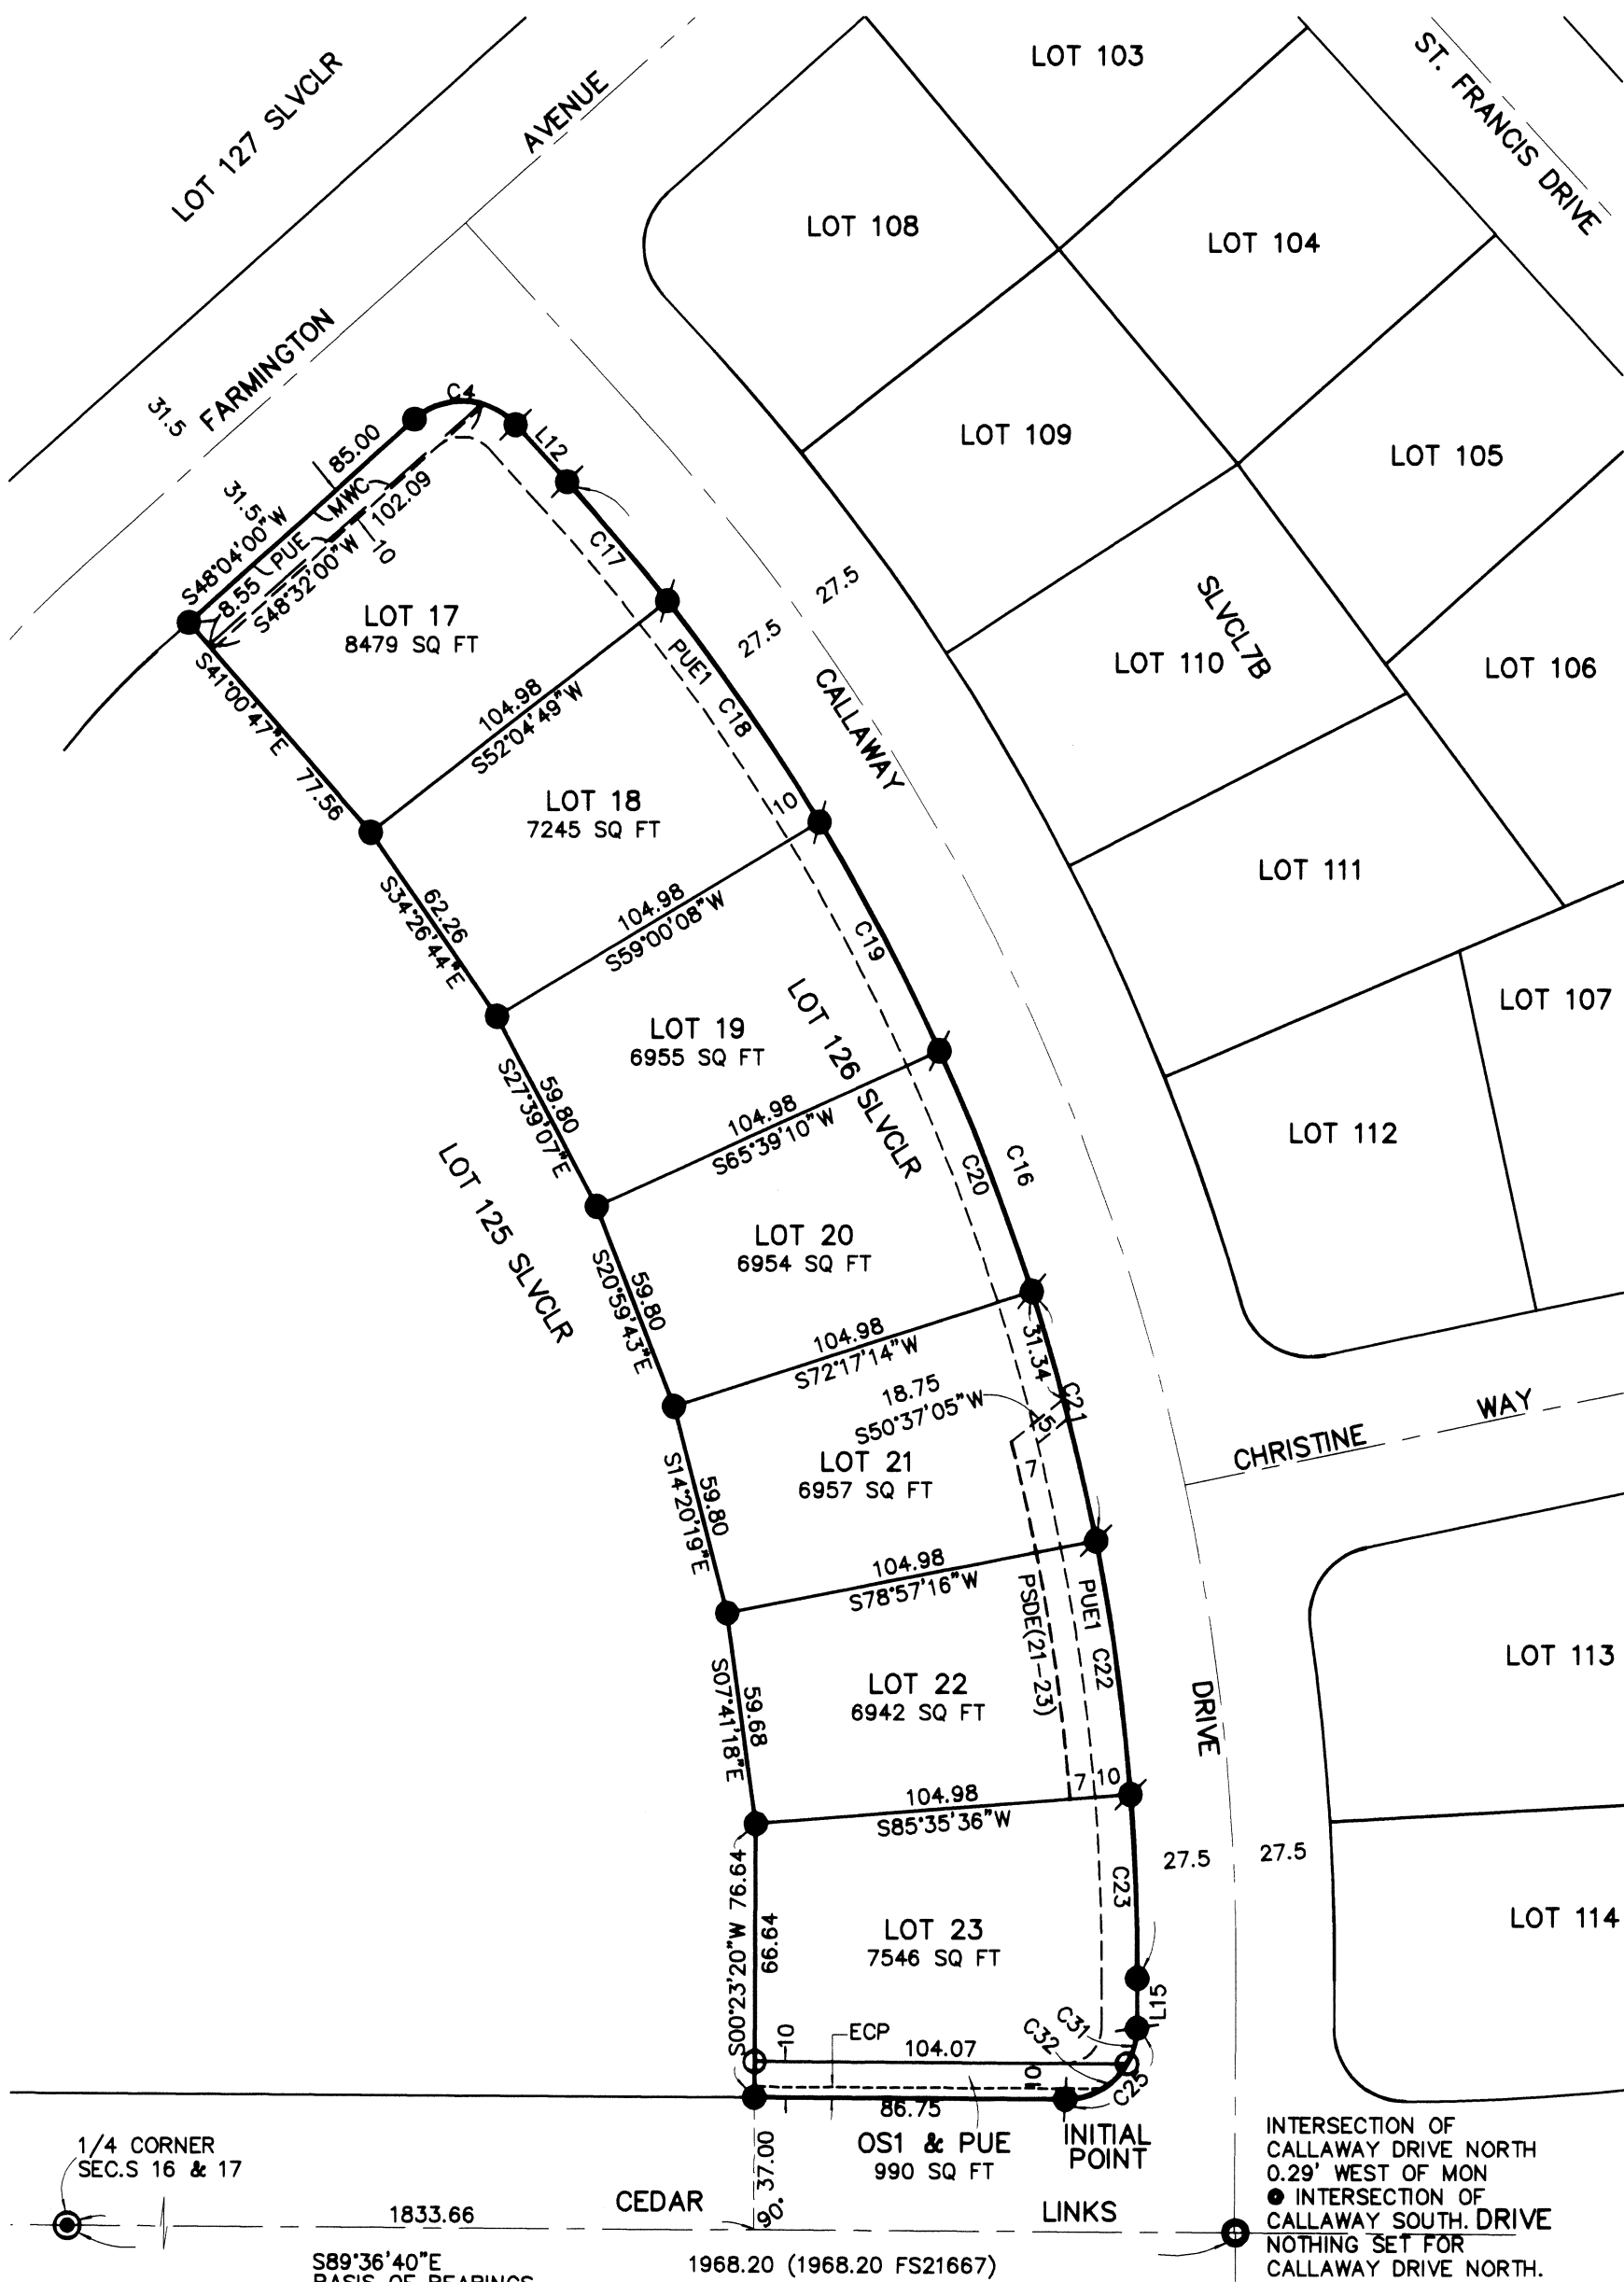 LOT 103
ST. FRANCIS DRIVE
LOT 127 SLVCLR
AVENUE
LOT 108
LOT 104
FARMINGTON
31.5
C4
L12
85.00
MWC
102.09
31.5
S48°04'00"W
PUE
10
8.55
S48°32'00"W
C17
LOT 109
LOT 105
LOT 17
8479 SQ FT
27.5
27.5
SLVCL7B
LOT 110
LOT 106
S41°00'47"E 77.56
104.98
S52°04'49"W
PUE1
C18
CALLAWAY
LOT 18
7245 SQ FT
10
LOT 111
62.26
S34°26'44"E
104.98
S59°00'08"W
C19
LOT 107
LOT 19
6955 SQ FT
LOT 126 SLVCLR
59.80
S27°39'07"E
104.98
S65°39'10"W
LOT 112
C16
C20
LOT 125 SLVCLR
LOT 20
6954 SQ FT
59.80
S20°59'43"E
104.98
S72°17'14"W
31.34
C21
18.75
S50°37'05"W
15
7
WAY
CHRISTINE
LOT 21
6957 SQ FT
59.80
S14°20'19"E
104.98
S78°57'16"W
PSDE(21-23)
PUE1
C22
LOT 113
LOT 22
6942 SQ FT
59.68
S07°41'18"E
DRIVE
7
10
104.98
S85°35'36"W
27.5
27.5
C23
S00°23'20"W 76.64
66.64
LOT 23
7546 SQ FT
LOT 114
L15
C31
C32
10
ECP
104.07
10
C25
86.75
INITIAL
POINT
OS1 & PUE
990 SQ FT
37.00
90°
1/4 CORNER
SEC.S 16 & 17
CEDAR
LINKS
DRIVE
1833.66
INTERSECTION OF
CALLAWAY DRIVE NORTH
0.29' WEST OF MON
INTERSECTION OF
CALLAWAY SOUTH.
NOTHING SET FOR
CALLAWAY DRIVE NORTH.
S89°36'40"E
BASIS OF BEARINGS
1968.20 (1968.20 FS21667)